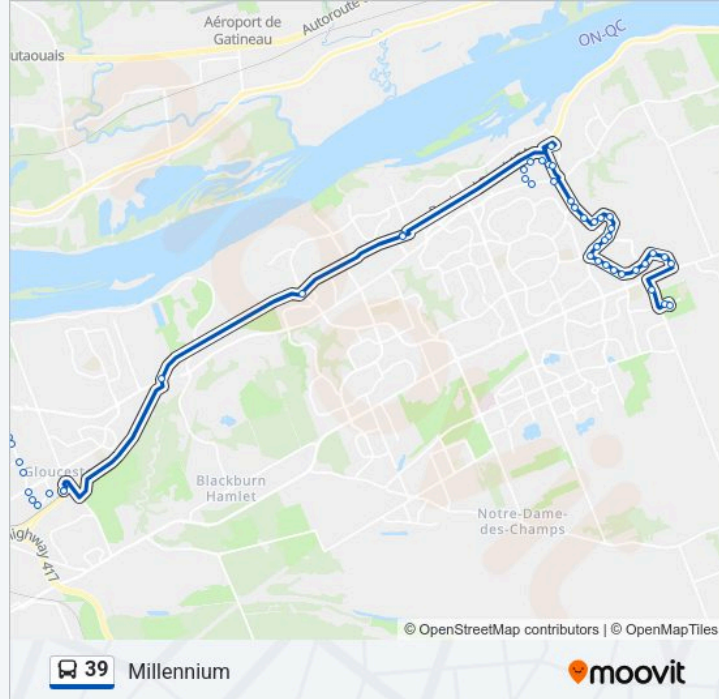 Aéroport de
Gatineau
Autoroute
utaouais
ON-QC
Gloucest
Blackburn
Hamlet
Notre-Dame-
des-Champs
ighway 417
© OpenStreetMap contributors | © OpenMapTiles
39 Millennium
moovit